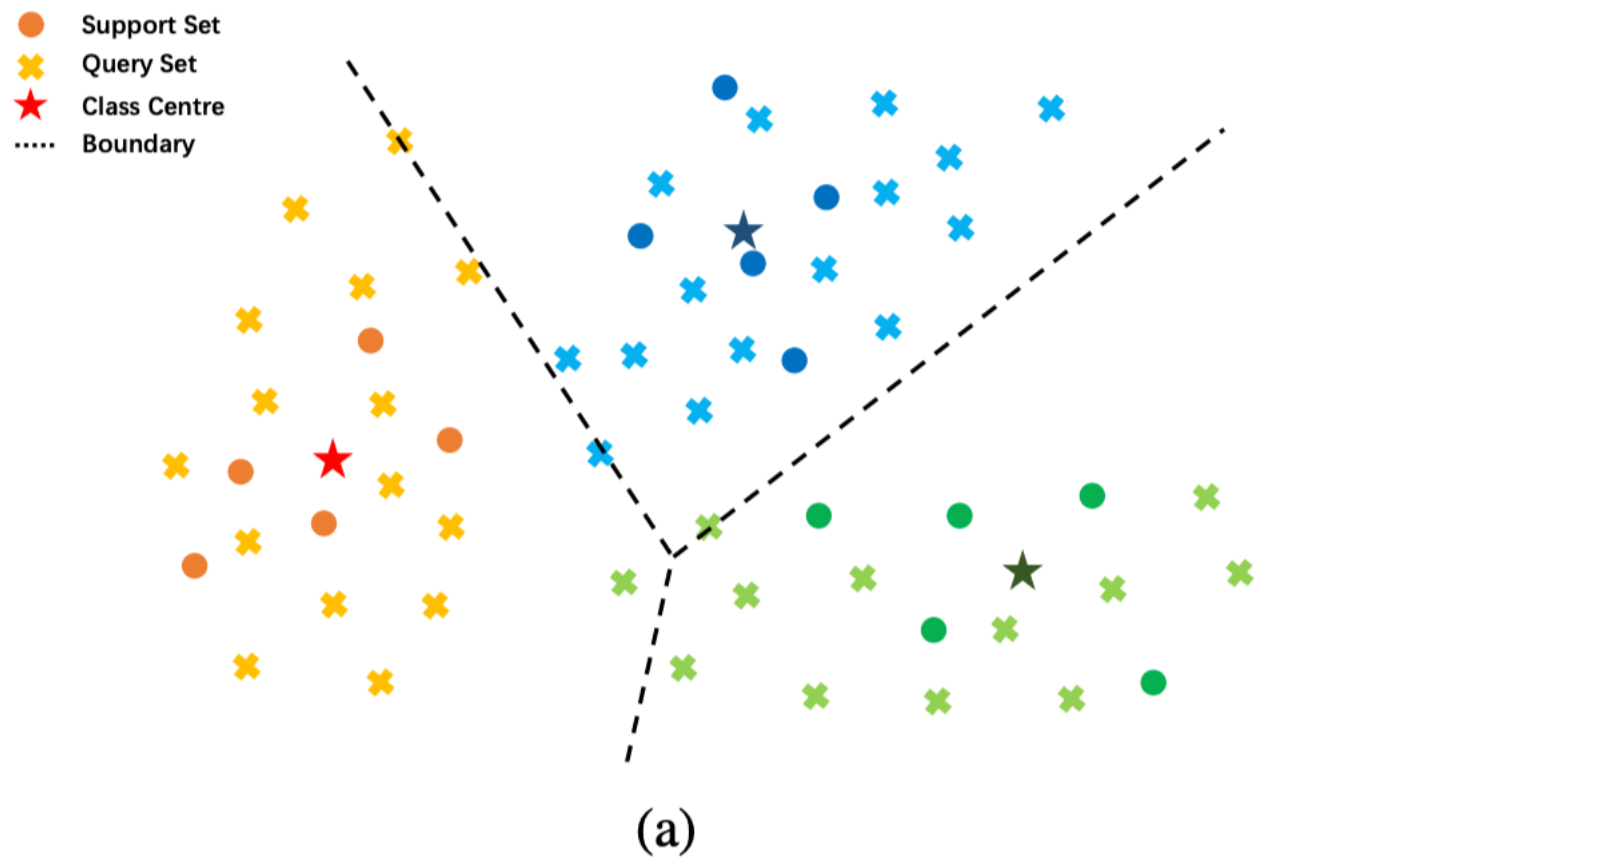 Support Set
Query Set
Class Centre
Boundary
(a)